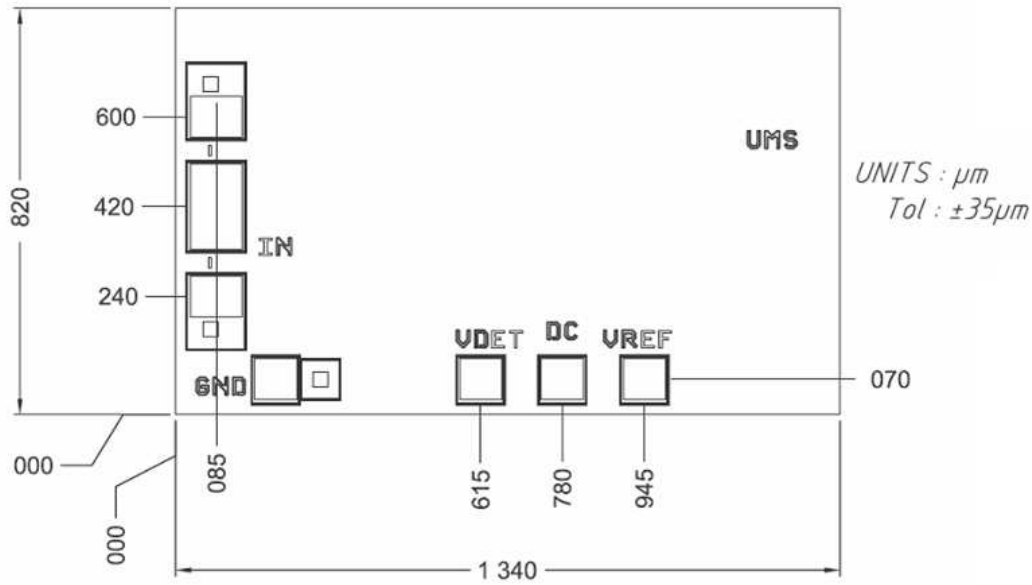 600
UMS
UNITS : µm
Tol : ±35µm
820
420
IN
240
VDET
DC
VREF
GND
070
000
000
085
615
780
945
1 340